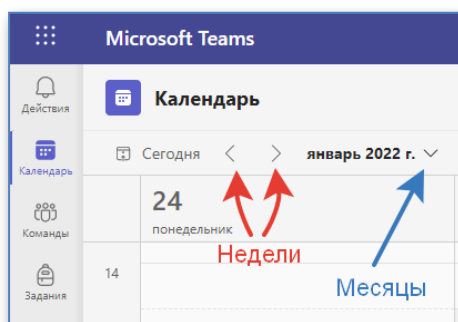 Microsoft Teams
Действия
Календарь
Сегодня
январь 2022 г.
Календарь
24
понедельник
Команды
Недели
14
Месяцы
Задания